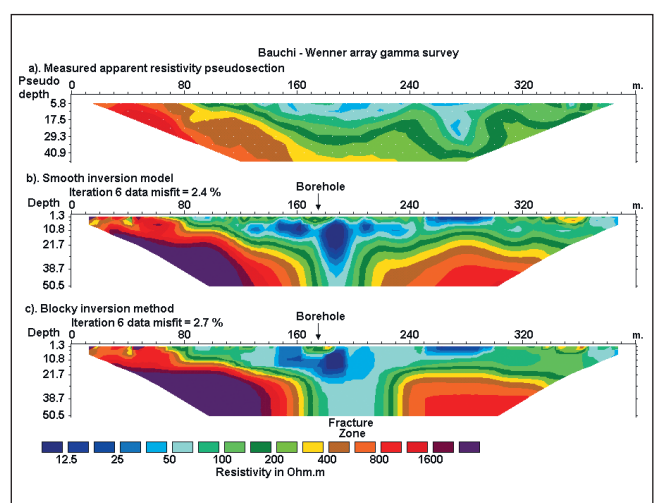 Bauchi - Wenner array gamma survey
a). Measured apparent resistivity pseudosection
0 80 160 240 320 m.
Pseudo
depth
5.8
17.5
29.3
40.9
b). Smooth inversion model
Iteration 6 data misfit = 2.4 %
Borehole
Depth 0 80 160 240 320 m.
1.3
10.8
21.7
38.7
50.5
c). Blocky inversion method
Iteration 6 data misfit = 2.7 %
Borehole
Depth 0 80 160 240 320 m.
1.3
10.8
21.7
38.7
50.5
Fracture
Zone
12.5 25 50 100 200 400 800 1600
Resistivity in Ohm.m